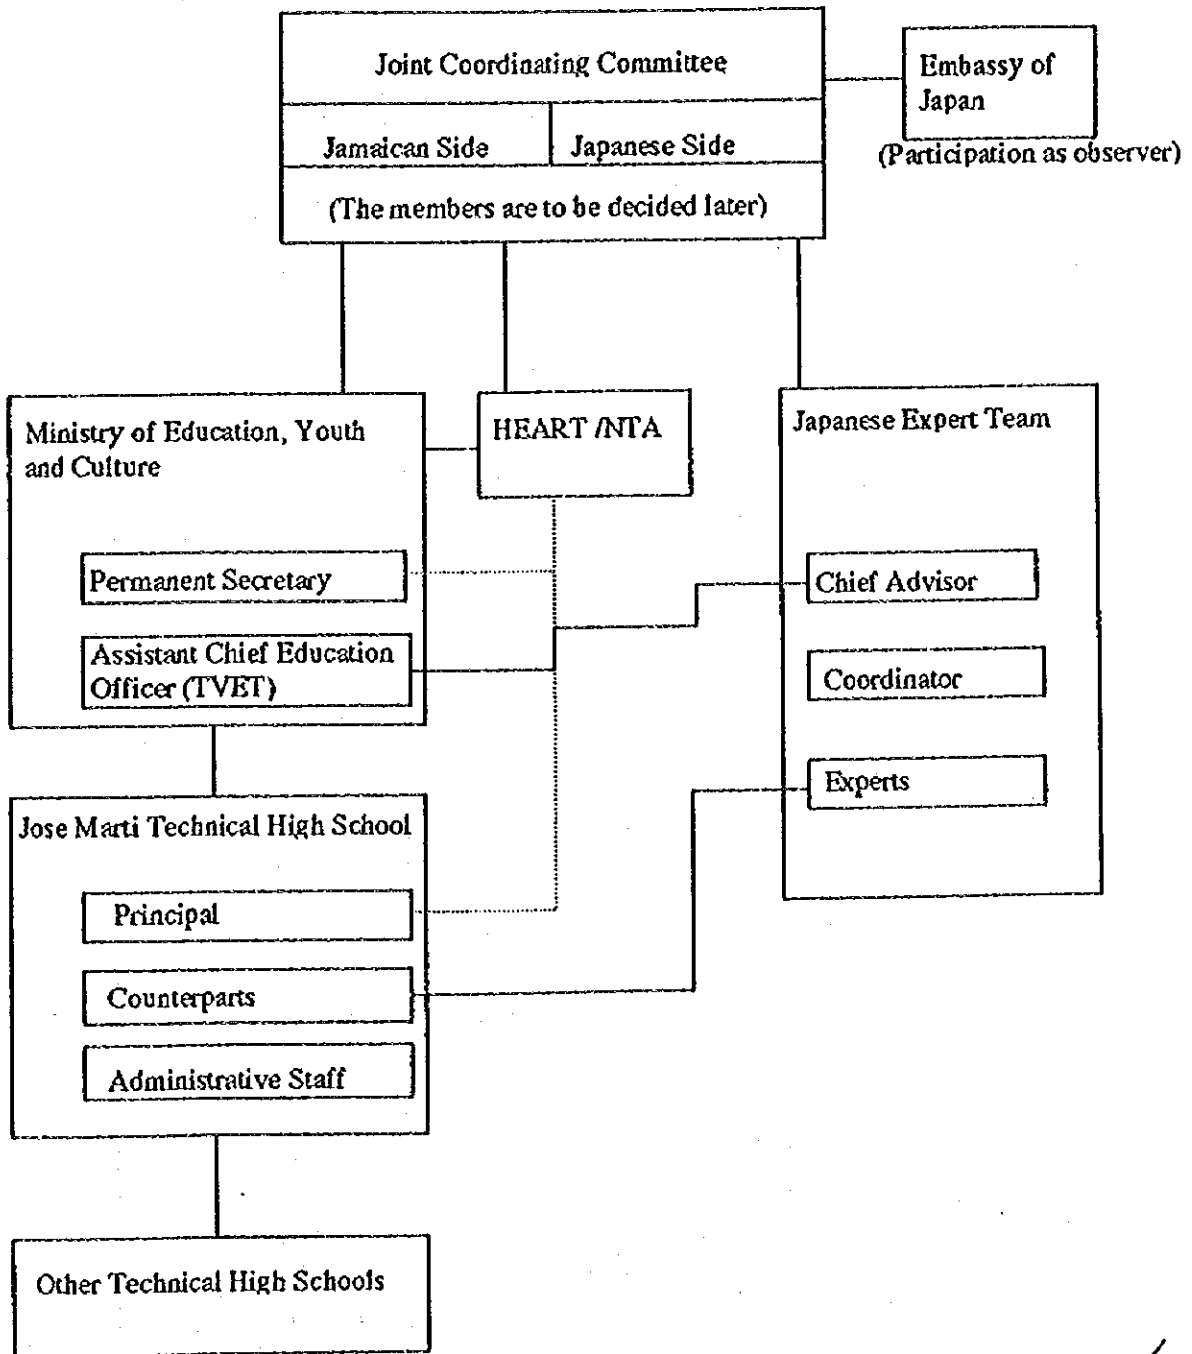 Joint Coordinating Committee
Jamaican Side
Japanese Side
(The members are to be decided later)
Embassy of
Japan
(Participation as observer)
Ministry of Education, Youth
and Culture
Permanent Secretary
Assistant Chief Education
Officer (TVET)
HEART /NTA
Japanese Expert Team
Chief Advisor
Coordinator
Experts
Jose Marti Technical High School
Principal
Counterparts
Administrative Staff
Other Technical High Schools